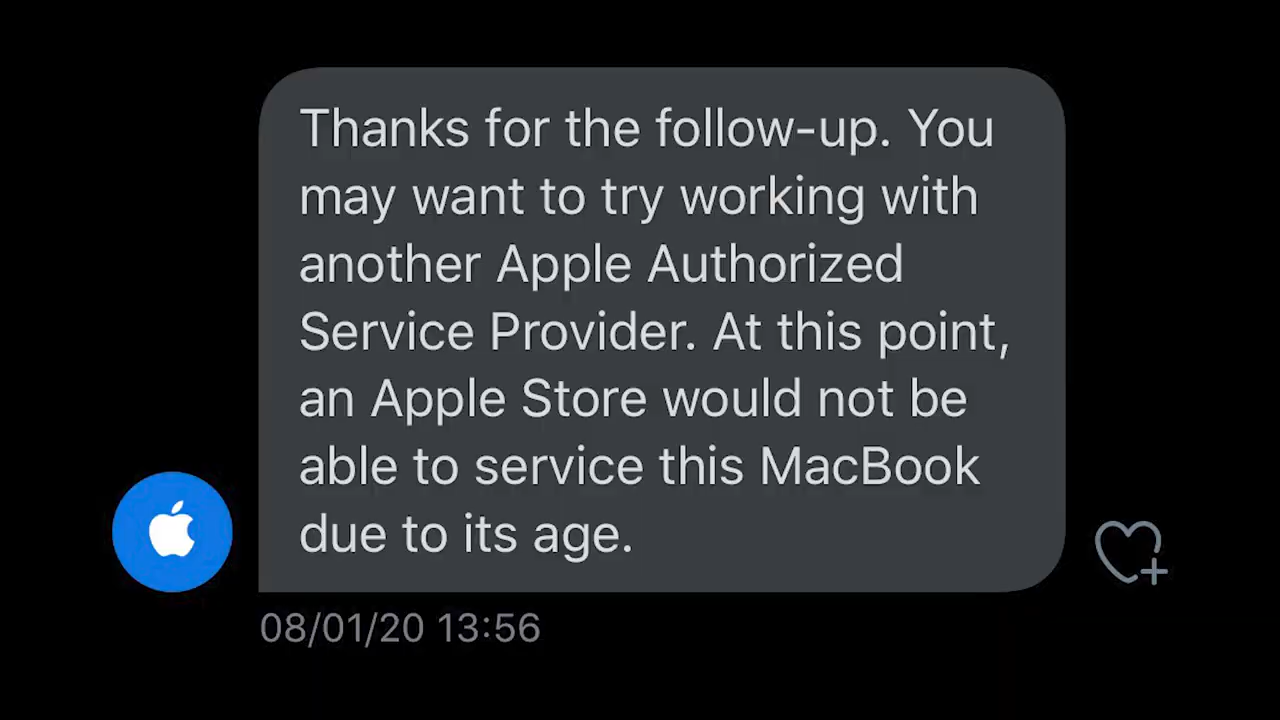 Thanks for the follow-up. You
may want to try working with
another Apple Authorized
Service Provider. At this point,
an Apple Store would not be
able to service this MacBook
due to its age.
08/01/20 13:56